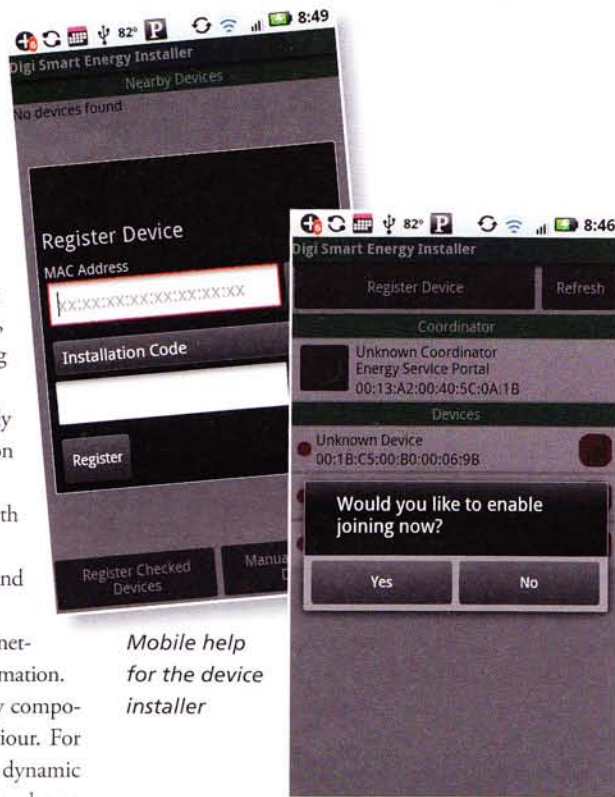 82° P 8:49
Digi Smart Energy Installer
Nearby Devices
No devices found
Register Device
MAC Address
xx:xx:xx:xx:xx:xx:xx:xx
Installation Code
Register
Register Checked
Devices
82° P 8:46
Digi Smart Energy Installer
Register Device Refresh
Coordinator
Unknown Coordinator
Energy Service Portal
00:13:A2:00:40:5C:0A:1B
Devices
Unknown Device
00:1B:C5:00:B0:00:06:9B
Would you like to enable
joining now?
Yes No
Mobile help
for the device
installer
iour. For
dynamic